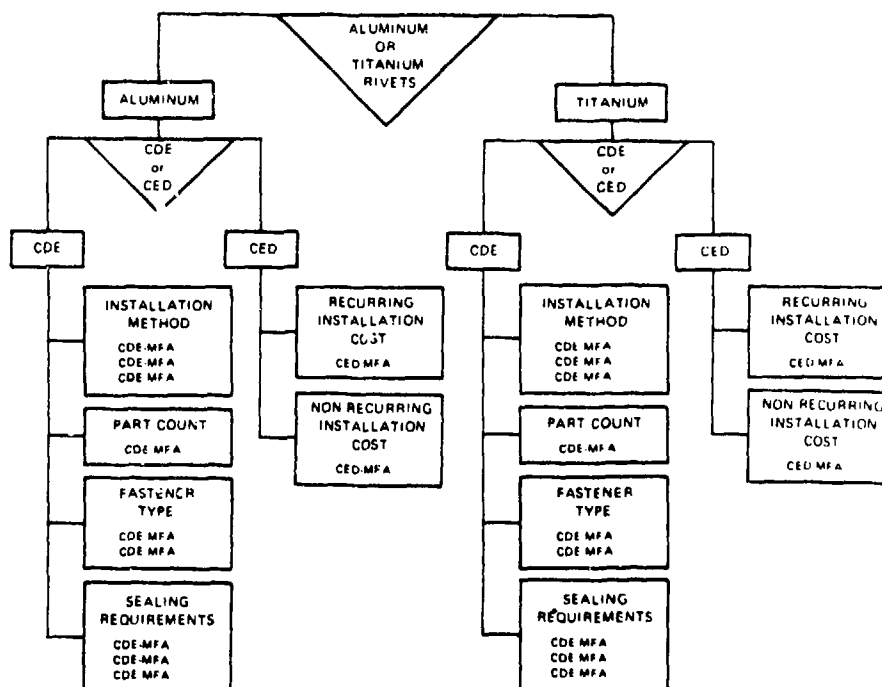 ALUMINUM
OR
TITANIUM
RIVETS
ALUMINUM
TITANIUM
CDE
or
CED
CDE
or
CED
CDE
CED
CDE
CED
INSTALLATION
METHOD
CDE-MFA
CDE-MFA
CDE-MFA
PART COUNT
CDE-MFA
FASTENER
TYPE
CDE MFA
CDE MFA
SEALING
REQUIREMENTS
CDE-MFA
CDE-MFA
CDE MFA
RECURRING
INSTALLATION
COST
CED-MFA
NON RECURRING
INSTALLATION
COST
CED-MFA
INSTALLATION
METHOD
CDE MFA
CDE MFA
CDE MFA
PART COUNT
CDE-MFA
FASTENER
TYPE
CDE MFA
CDE MFA
SEALING
REQUIREMENTS
CDE MFA
CDE MFA
CDE MFA
RECURRING
INSTALLATION
COST
CED MFA
NON RECURRING
INSTALLATION
COST
CED MFA